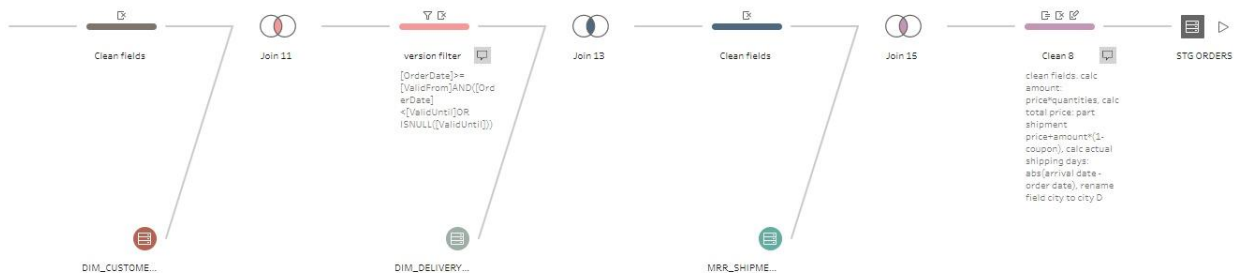 Clean fields
Join 11
version filter
[OrderDate]>=
[ValidFrom]AND([Ord
erDate]
<[ValidUntil]OR
ISNULL([ValidUntil]))
Join 13
Clean fields
Join 15
Clean 8
clean fields, calc
amount:
price*quantities, calc
total price: part
shipment
price+amount*(1-
coupon), calc actual
shipping days:
abs(arrival date -
order date), rename
field city to city D
STG ORDERS
DIM_CUSTOME...
DIM_DELIVERY...
MRR_SHIPME...